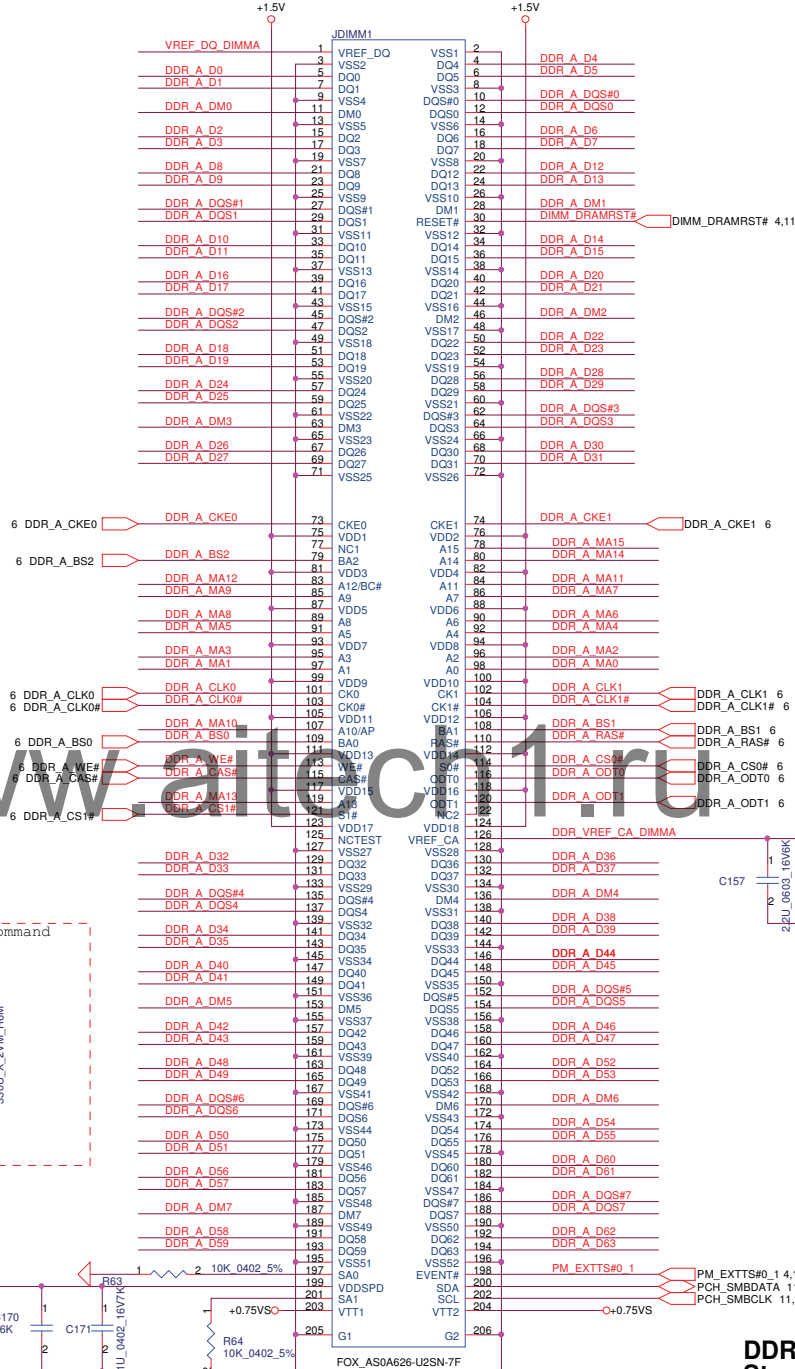 +1.5V +1.5V
JDIMM1
VREF_DQ_DIMMA 1 VREF_DQ VSS1 2
3 VSS2 DQ4 4 DDR_A_D4
DDR_A_D0 5 DQ0 DQ5 6 DDR_A_D5
DDR_A_D1 7 DQ1 VSS3 8
9 VSS4 DQS#0 10 DDR_A_DQS#0
DDR_A_DM0 11 DM0 DQS0 12 DDR_A_DQS0
13 VSS5 VSS6 14
DDR_A_D2 15 DQ2 DQ6 16 DDR_A_D6
DDR_A_D3 17 DQ3 DQ7 18 DDR_A_D7
19 VSS7 VSS8 20
DDR_A_D8 21 DQ8 DQ12 22 DDR_A_D12
DDR_A_D9 23 DQ9 DQ13 24 DDR_A_D13
25 VSS9 VSS10 26
DDR_A_DQS#1 27 DQS#1 DM1 28 DDR_A_DM1
DDR_A_DQS1 29 DQS1 RESET# 30 DIMM_DRAMRST# DIMM_DRAMRST# 4,11
31 VSS11 VSS12 32
DDR_A_D10 33 DQ10 DQ14 34 DDR_A_D14
DDR_A_D11 35 DQ11 DQ15 36 DDR_A_D15
37 VSS13 VSS14 38
DDR_A_D16 39 DQ16 DQ20 40 DDR_A_D20
DDR_A_D17 41 DQ17 DQ21 42 DDR_A_D21
43 VSS15 VSS16 44
DDR_A_DQS#2 45 DQS#2 DM2 46 DDR_A_DM2
DDR_A_DQS2 47 DQS2 VSS17 48
49 VSS18 DQ22 50 DDR_A_D22
DDR_A_D18 51 DQ18 DQ23 52 DDR_A_D23
DDR_A_D19 53 DQ19 VSS19 54
55 VSS20 DQ28 56 DDR_A_D28
DDR_A_D24 57 DQ24 DQ29 58 DDR_A_D29
DDR_A_D25 59 DQ25 VSS21 60
61 VSS22 DQS#3 62 DDR_A_DQS#3
DDR_A_DM3 63 DM3 DQS3 64 DDR_A_DQS3
65 VSS23 VSS24 66
DDR_A_D26 67 DQ26 DQ30 68 DDR_A_D30
DDR_A_D27 69 DQ27 DQ31 70 DDR_A_D31
71 VSS25 VSS26 72
6 DDR_A_CKE0 DDR_A_CKE0 73 CKE0 CKE1 74 DDR_A_CKE1 DDR_A_CKE1 6
75 VDD1 VDD2 76
77 NC1 A15 78 DDR_A_MA15
6 DDR_A_BS2 DDR_A_BS2 79 BA2 A14 80 DDR_A_MA14
81 VDD3 VDD4 82
DDR_A_MA12 83 A12/BC# A11 84 DDR_A_MA11
DDR_A_MA9 85 A9 A7 86 DDR_A_MA7
87 VDD5 VDD6 88
DDR_A_MA8 89 A8 A6 90 DDR_A_MA6
DDR_A_MA5 91 A5 A4 92 DDR_A_MA4
93 VDD7 VDD8 94
DDR_A_MA3 95 A3 A2 96 DDR_A_MA2
DDR_A_MA1 97 A1 A0 98 DDR_A_MA0
99 VDD9 VDD10 100
6 DDR_A_CLK0 DDR_A_CLK0 101 CK0 CK1 102 DDR_A_CLK1 DDR_A_CLK1 6
6 DDR_A_CLK0# DDR_A_CLK0# 103 CK0# CK1# 104 DDR_A_CLK1# DDR_A_CLK1# 6
105 VDD11 VDD12 106
DDR_A_MA10 107 A10/AP BA1 108 DDR_A_BS1 DDR_A_BS1 6
6 DDR_A_BS0 DDR_A_BS0 109 BA0 RAS# 110 DDR_A_RAS# DDR_A_RAS# 6
111 VDD13 VDD14 112
6 DDR_A_WE# DDR_A_WE# 113 WE# S0# 114 DDR_A_CS0# DDR_A_CS0# 6
6 DDR_A_CAS# DDR_A_CAS# 115 CAS# ODT0 116 DDR_A_ODT0 DDR_A_ODT0 6
117 VDD15 VDD16 118
DDR_A_MA13 119 A13 ODT1 120 DDR_A_ODT1 DDR_A_ODT1 6
6 DDR_A_CS1# DDR_A_CS1# 121 S1# NC2 122
w.aitech1.ru
123 VDD17 VDD18 124
125 NCTEST VREF_CA 126 DDR_VREF_CA_DIMMA
127 VSS27 VSS28 128
DDR_A_D32 129 DQ32 DQ36 130 DDR_A_D36
DDR_A_D33 131 DQ33 DQ37 132 DDR_A_D37
133 VSS29 VSS30 134
1 C157 2 2.2U_0603_16V6K
DDR_A_DQS#4 135 DQS#4 DM4 136 DDR_A_DM4
DDR_A_DQS4 137 DQS4 VSS31 138
139 VSS32 DQ38 140 DDR_A_D38
ommand
DDR_A_D34 141 DQ34 DQ39 142 DDR_A_D39
DDR_A_D35 143 DQ35 VSS33 144
145 VSS34 DQ44 146 DDR_A_D44
DDR_A_D40 147 DQ40 DQ45 148 DDR_A_D45
DDR_A_D41 149 DQ41 VSS35 150
151 VSS36 DQS#5 152 DDR_A_DQS#5
DDR_A_DM5 153 DM5 DQS5 154 DDR_A_DQS5
155 VSS37 VSS38 156
DDR_A_D42 157 DQ42 DQ46 158 DDR_A_D46
DDR_A_D43 159 DQ43 DQ47 160 DDR_A_D47
161 VSS39 VSS40 162
DDR_A_D48 163 DQ48 DQ52 164 DDR_A_D52
DDR_A_D49 165 DQ49 DQ53 166 DDR_A_D53
167 VSS41 VSS42 168
DDR_A_DQS#6 169 DQS#6 DM6 170 DDR_A_DM6
DDR_A_DQS6 171 DQS6 VSS43 172
173 VSS44 DQ54 174 DDR_A_D54
DDR_A_D50 175 DQ50 DQ55 176 DDR_A_D55
DDR_A_D51 177 DQ51 VSS45 178
179 VSS46 DQ60 180 DDR_A_D60
DDR_A_D56 181 DQ56 DQ61 182 DDR_A_D61
DDR_A_D57 183 DQ57 VSS47 184
185 VSS48 DQS#7 186 DDR_A_DQS#7
DDR_A_DM7 187 DM7 DQS7 188 DDR_A_DQS7
189 VSS49 VSS50 190
DDR_A_D58 191 DQ58 DQ62 192 DDR_A_D62
DDR_A_D59 193 DQ59 DQ63 194 DDR_A_D63
195 VSS51 VSS52 196
1 2 10K_0402_5% 197 SA0 EVENT# 198 PM_EXTTS#0_1 PM_EXTTS#0_1 4,1
R63 199 VDDSPD SDA 200 PCH_SMBDATA 11
201 SA1 SCL 202 PCH_SMBCLK 11,
+0.75VS 203 VTT1 VTT2 204 +0.75VS
C170 6K 1 2 C171 1 2 1U_0402_16V7K
205 G1 G2 206
1 R64
10K_0402_5%
FOX_AS0A626-U2SN-7F
DDR